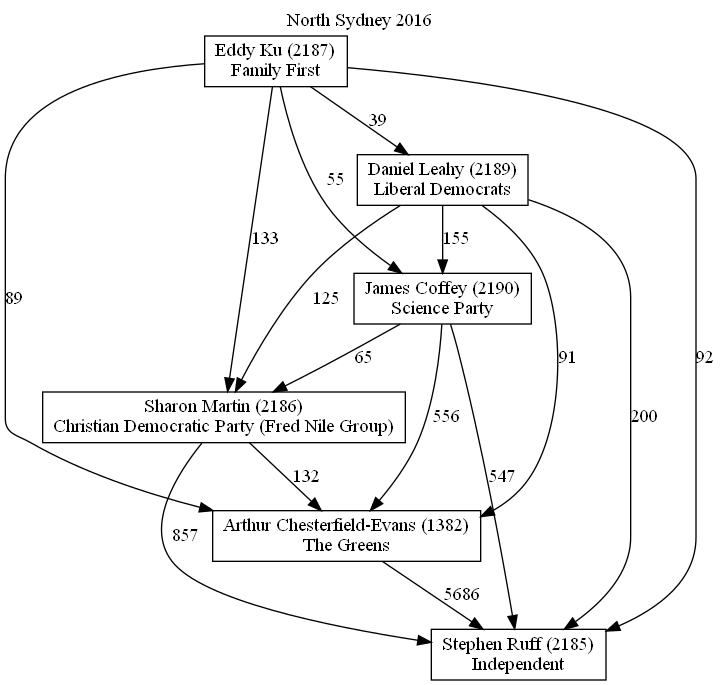 North Sydney 2016
Eddy Ku (2187)
Family First
39
Daniel Leahy (2189)
Liberal Democrats
55
133
155
James Coffey (2190)
Science Party
89
125
65
91
92
Sharon Martin (2186)
Christian Democratic Party (Fred Nile Group)
556
200
132
547
Arthur Chesterfield-Evans (1382)
The Greens
857
5686
Stephen Ruff (2185)
Independent